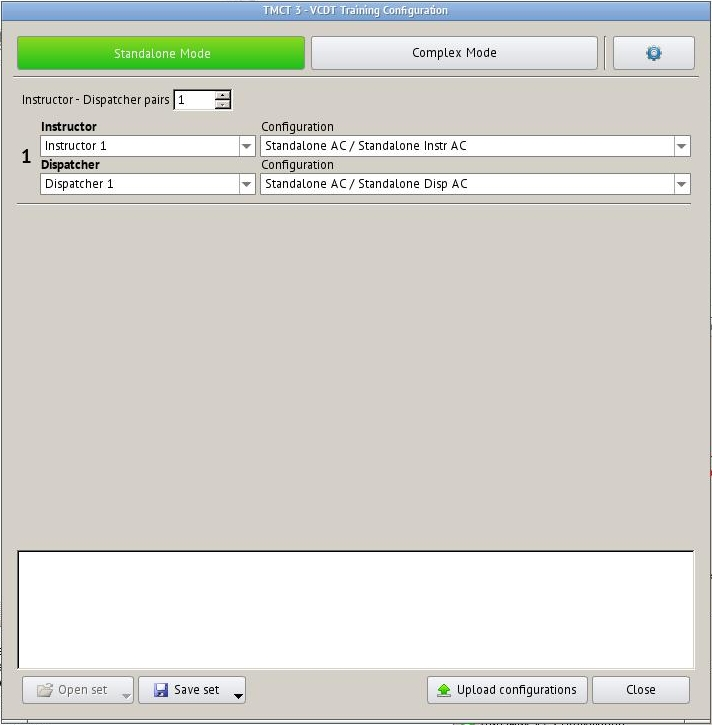 TMCT 3 - VCDT Training Configuration
Standalone Mode
Complex Mode
Instructor - Dispatcher pairs 1
Instructor
Configuration
1
Instructor 1
Standalone AC / Standalone Instr AC
Dispatcher
Configuration
Dispatcher 1
Standalone AC / Standalone Disp AC
Open set
Save set
Upload configurations
Close